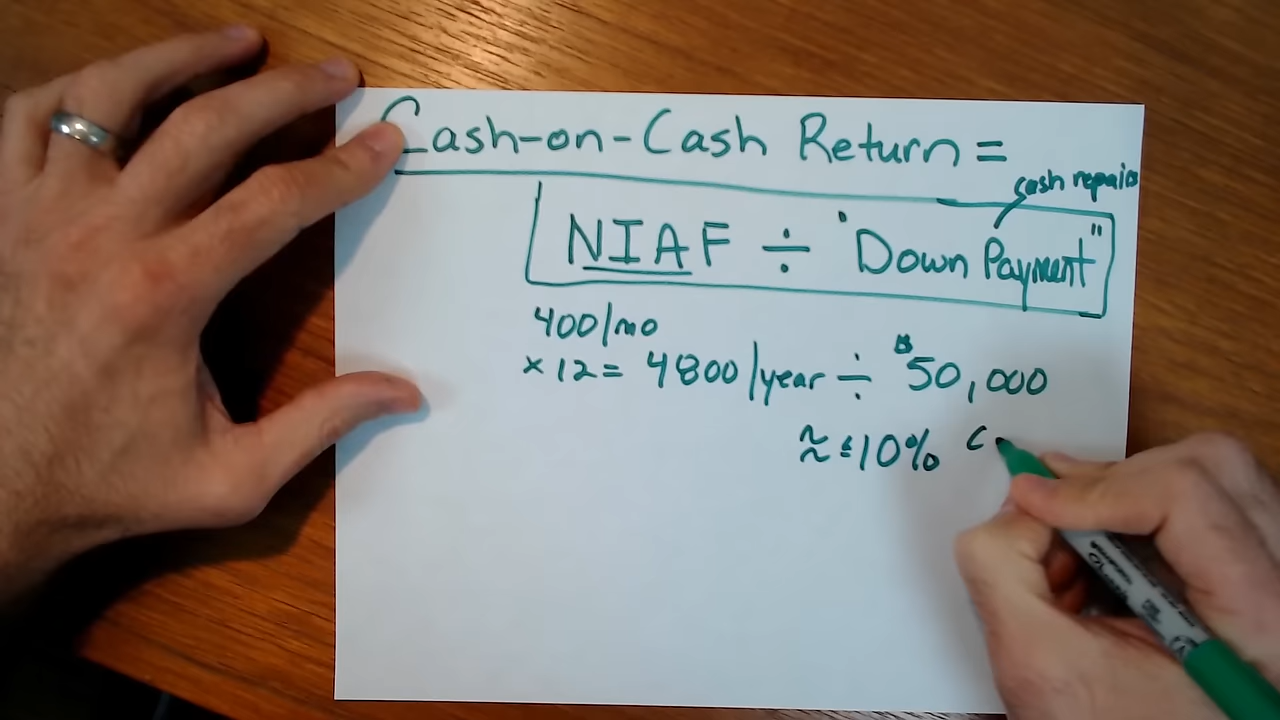 Cash-on-Cash Return =
cash repairs
NIAF ÷ "Down Payment"
400/mo
x 12 = 4800/year ÷ $50,000
≈ <10% C